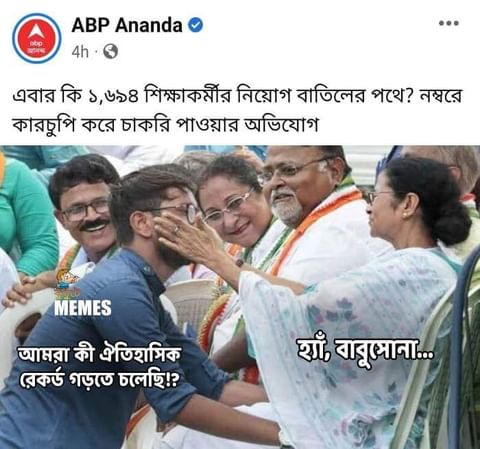 ABP Ananda
abp
আনন্দ
4h
এবার কি ১,৬৯৪ শিক্ষাকর্মীর নিয়োগ বাতিলের পথে? নম্বরে
কারচুপি করে চাকরি পাওয়ার অভিযোগ
MEMES
আমরা কী ঐতিহাসিক
রেকর্ড গড়তে চলেছি!?
হ্যাঁ, বাবুসোনা...